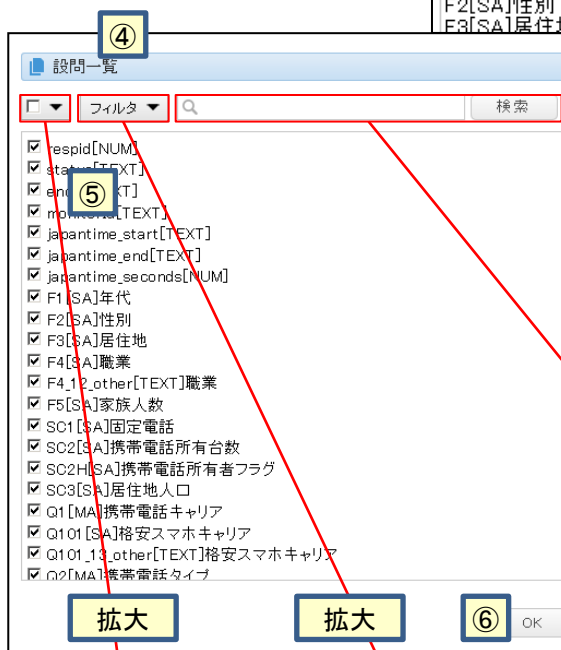 F2[SA]性別
F3[SA]居住地
④
設問一覧
フィルタ
検索
respid[NUM]
status[TEXT]
⑤
japantime_start[TEXT]
japantime_end[TEXT]
japantime_seconds[NUM]
F1[SA]年代
F2[SA]性別
F3[SA]居住地
F4[SA]職業
F4_12_other[TEXT]職業
F5[SA]家族人数
SC1[SA]固定電話
SC2[SA]携帯電話所有台数
SC2H[SA]携帯電話所有者フラグ
SC3[SA]居住地人口
Q1[MA]携帯電話キャリア
Q101[SA]格安スマホキャリア
Q101_13_other[TEXT]格安スマホキャリア
Q2[MA]携帯電話タイプ
拡大
拡大
⑥
OK